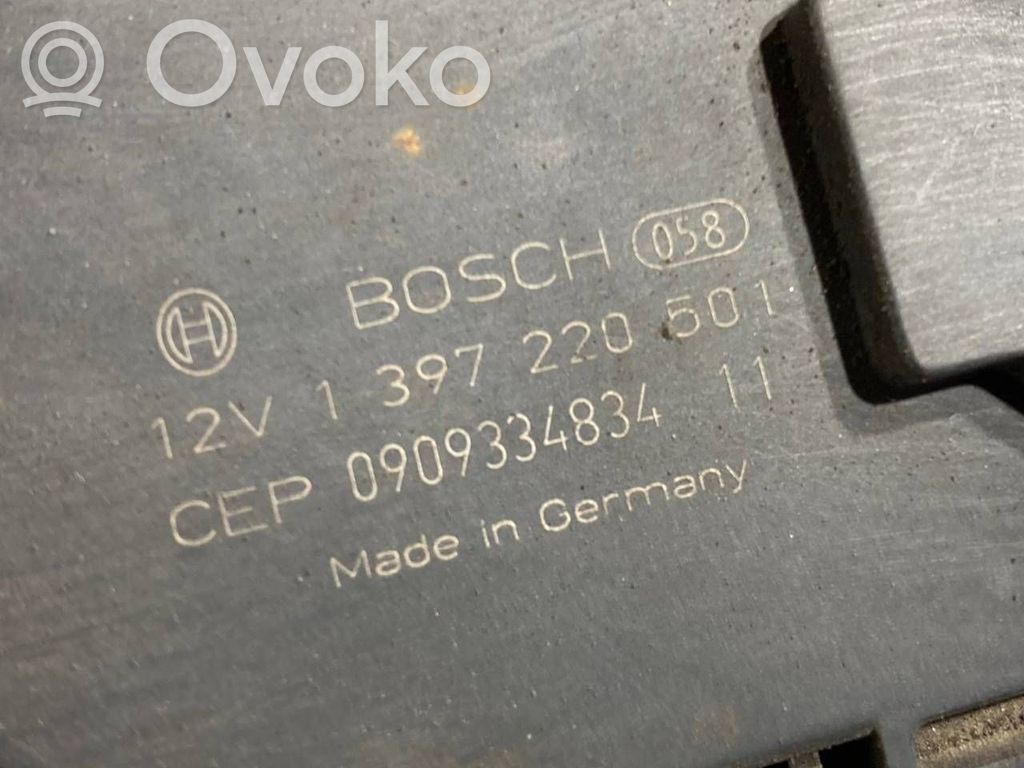 Ovoko
BOSCH 058
12V 1 397 220 501
CEP 0909334834 11
Made in Germany